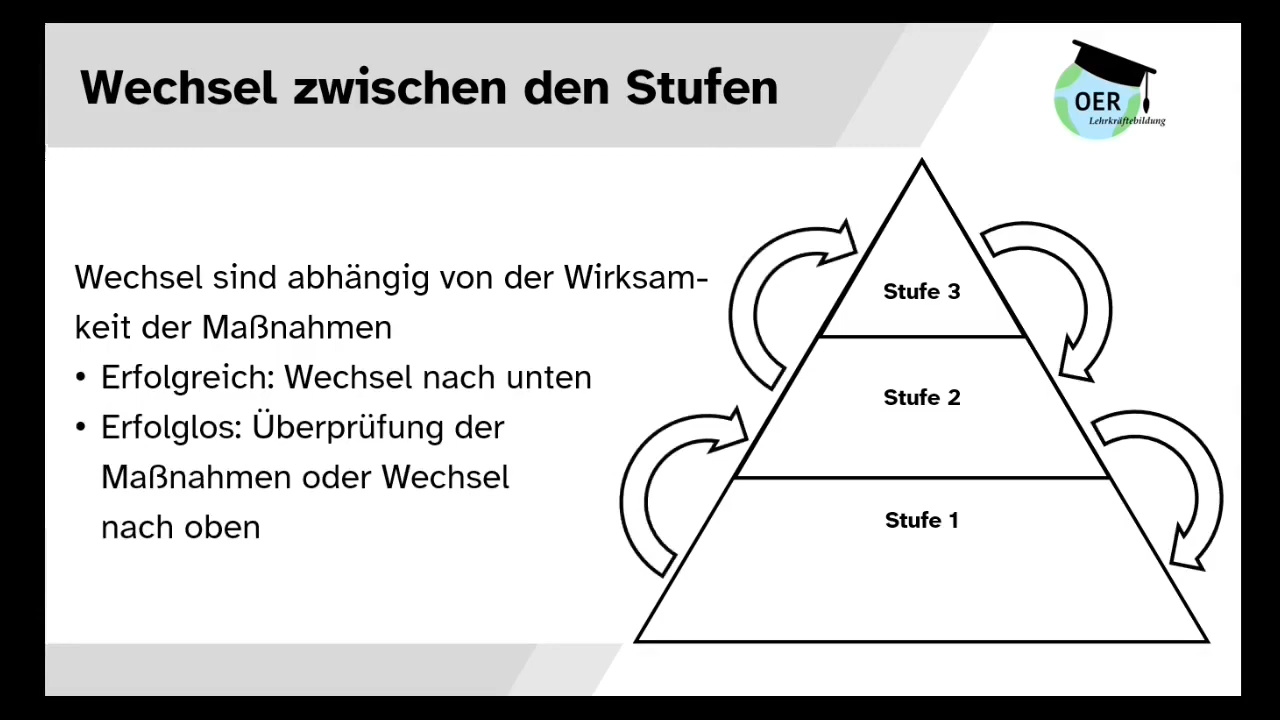 Wechsel zwischen den Stufen
OER
Lehrkräftebildung
Wechsel sind abhängig von der Wirksam-
keit der Maßnahmen
• Erfolgreich: Wechsel nach unten
• Erfolglos: Überprüfung der
Maßnahmen oder Wechsel
nach oben
Stufe 3
Stufe 2
Stufe 1